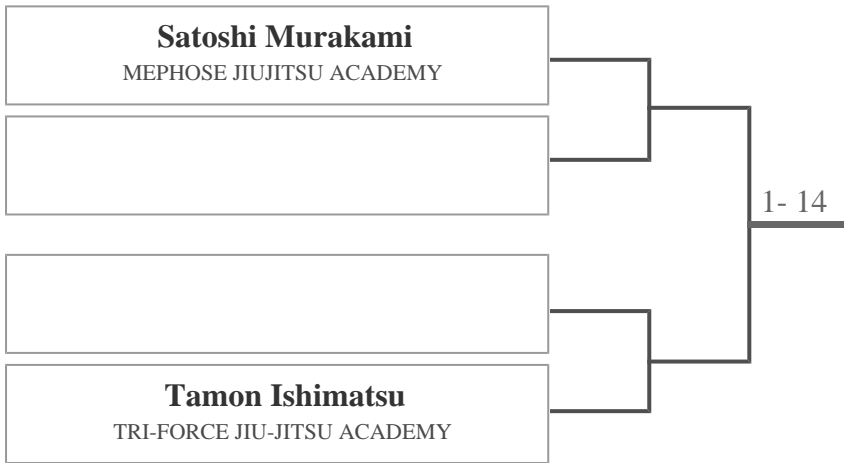 Satoshi Murakami
MEPHOSE JIUJITSU ACADEMY
1- 14
Tamon Ishimatsu
TRI-FORCE JIU-JITSU ACADEMY